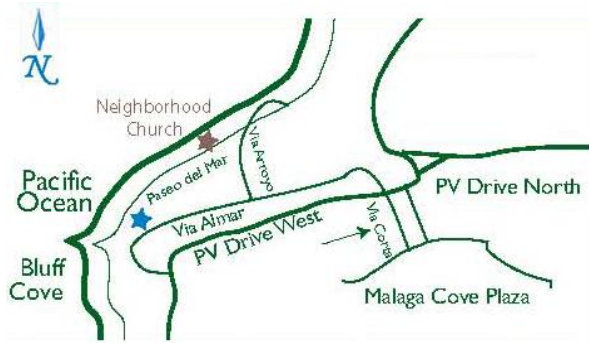 N
Neighborhood
Church
Pacific
Ocean
Paseo del Mar
Via Arroyo
PV Drive North
Via Almar
PV Drive West
Via Corta
Bluff
Cove
Malaga Cove Plaza